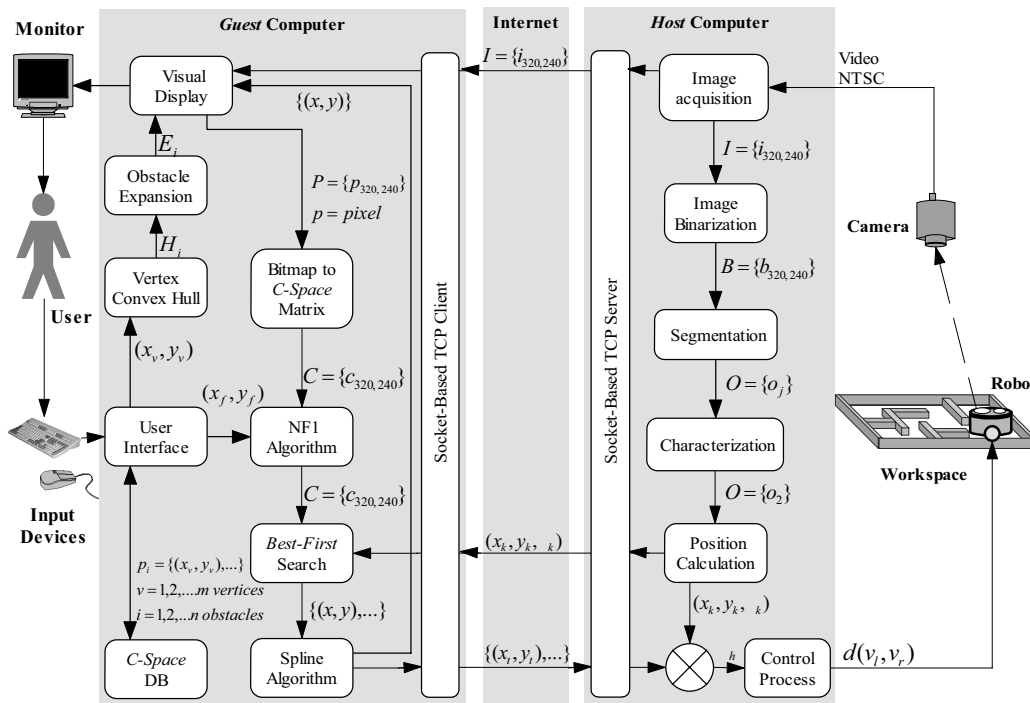 Guest Computer
Internet
Host Computer
Monitor
Visual
Display
I = {i320,240}
{(x, y)}
Image
acquisition
Video
NTSC
I = {i320,240}
Ei
Obstacle
Expansion
P = {p320,240}
p = pixel
Image
Binarization
Camera
Hi
B = {b320,240}
Vertex
Convex Hull
Bitmap to
C-Space
Matrix
User
Socket-Based TCP Client
Socket-Based TCP Server
Segmentation
(xv, yv)
C = {c320,240}
O = {oj}
(xf, yf)
User
Interface
NF1
Algorithm
Characterization
Robo
Workspace
Input
Devices
C = {c320,240}
O = {o2}
Best-First
Search
(xk, yk, k)
Position
Calculation
pi = {(xv, yv),...}
v = 1,2,....m vertices
i = 1,2,...n obstacles
{(x, y),...}
(xk, yk, k)
C-Space
DB
Spline
Algorithm
{(xt, yt),...}
h
Control
Process
d(vl, vr)